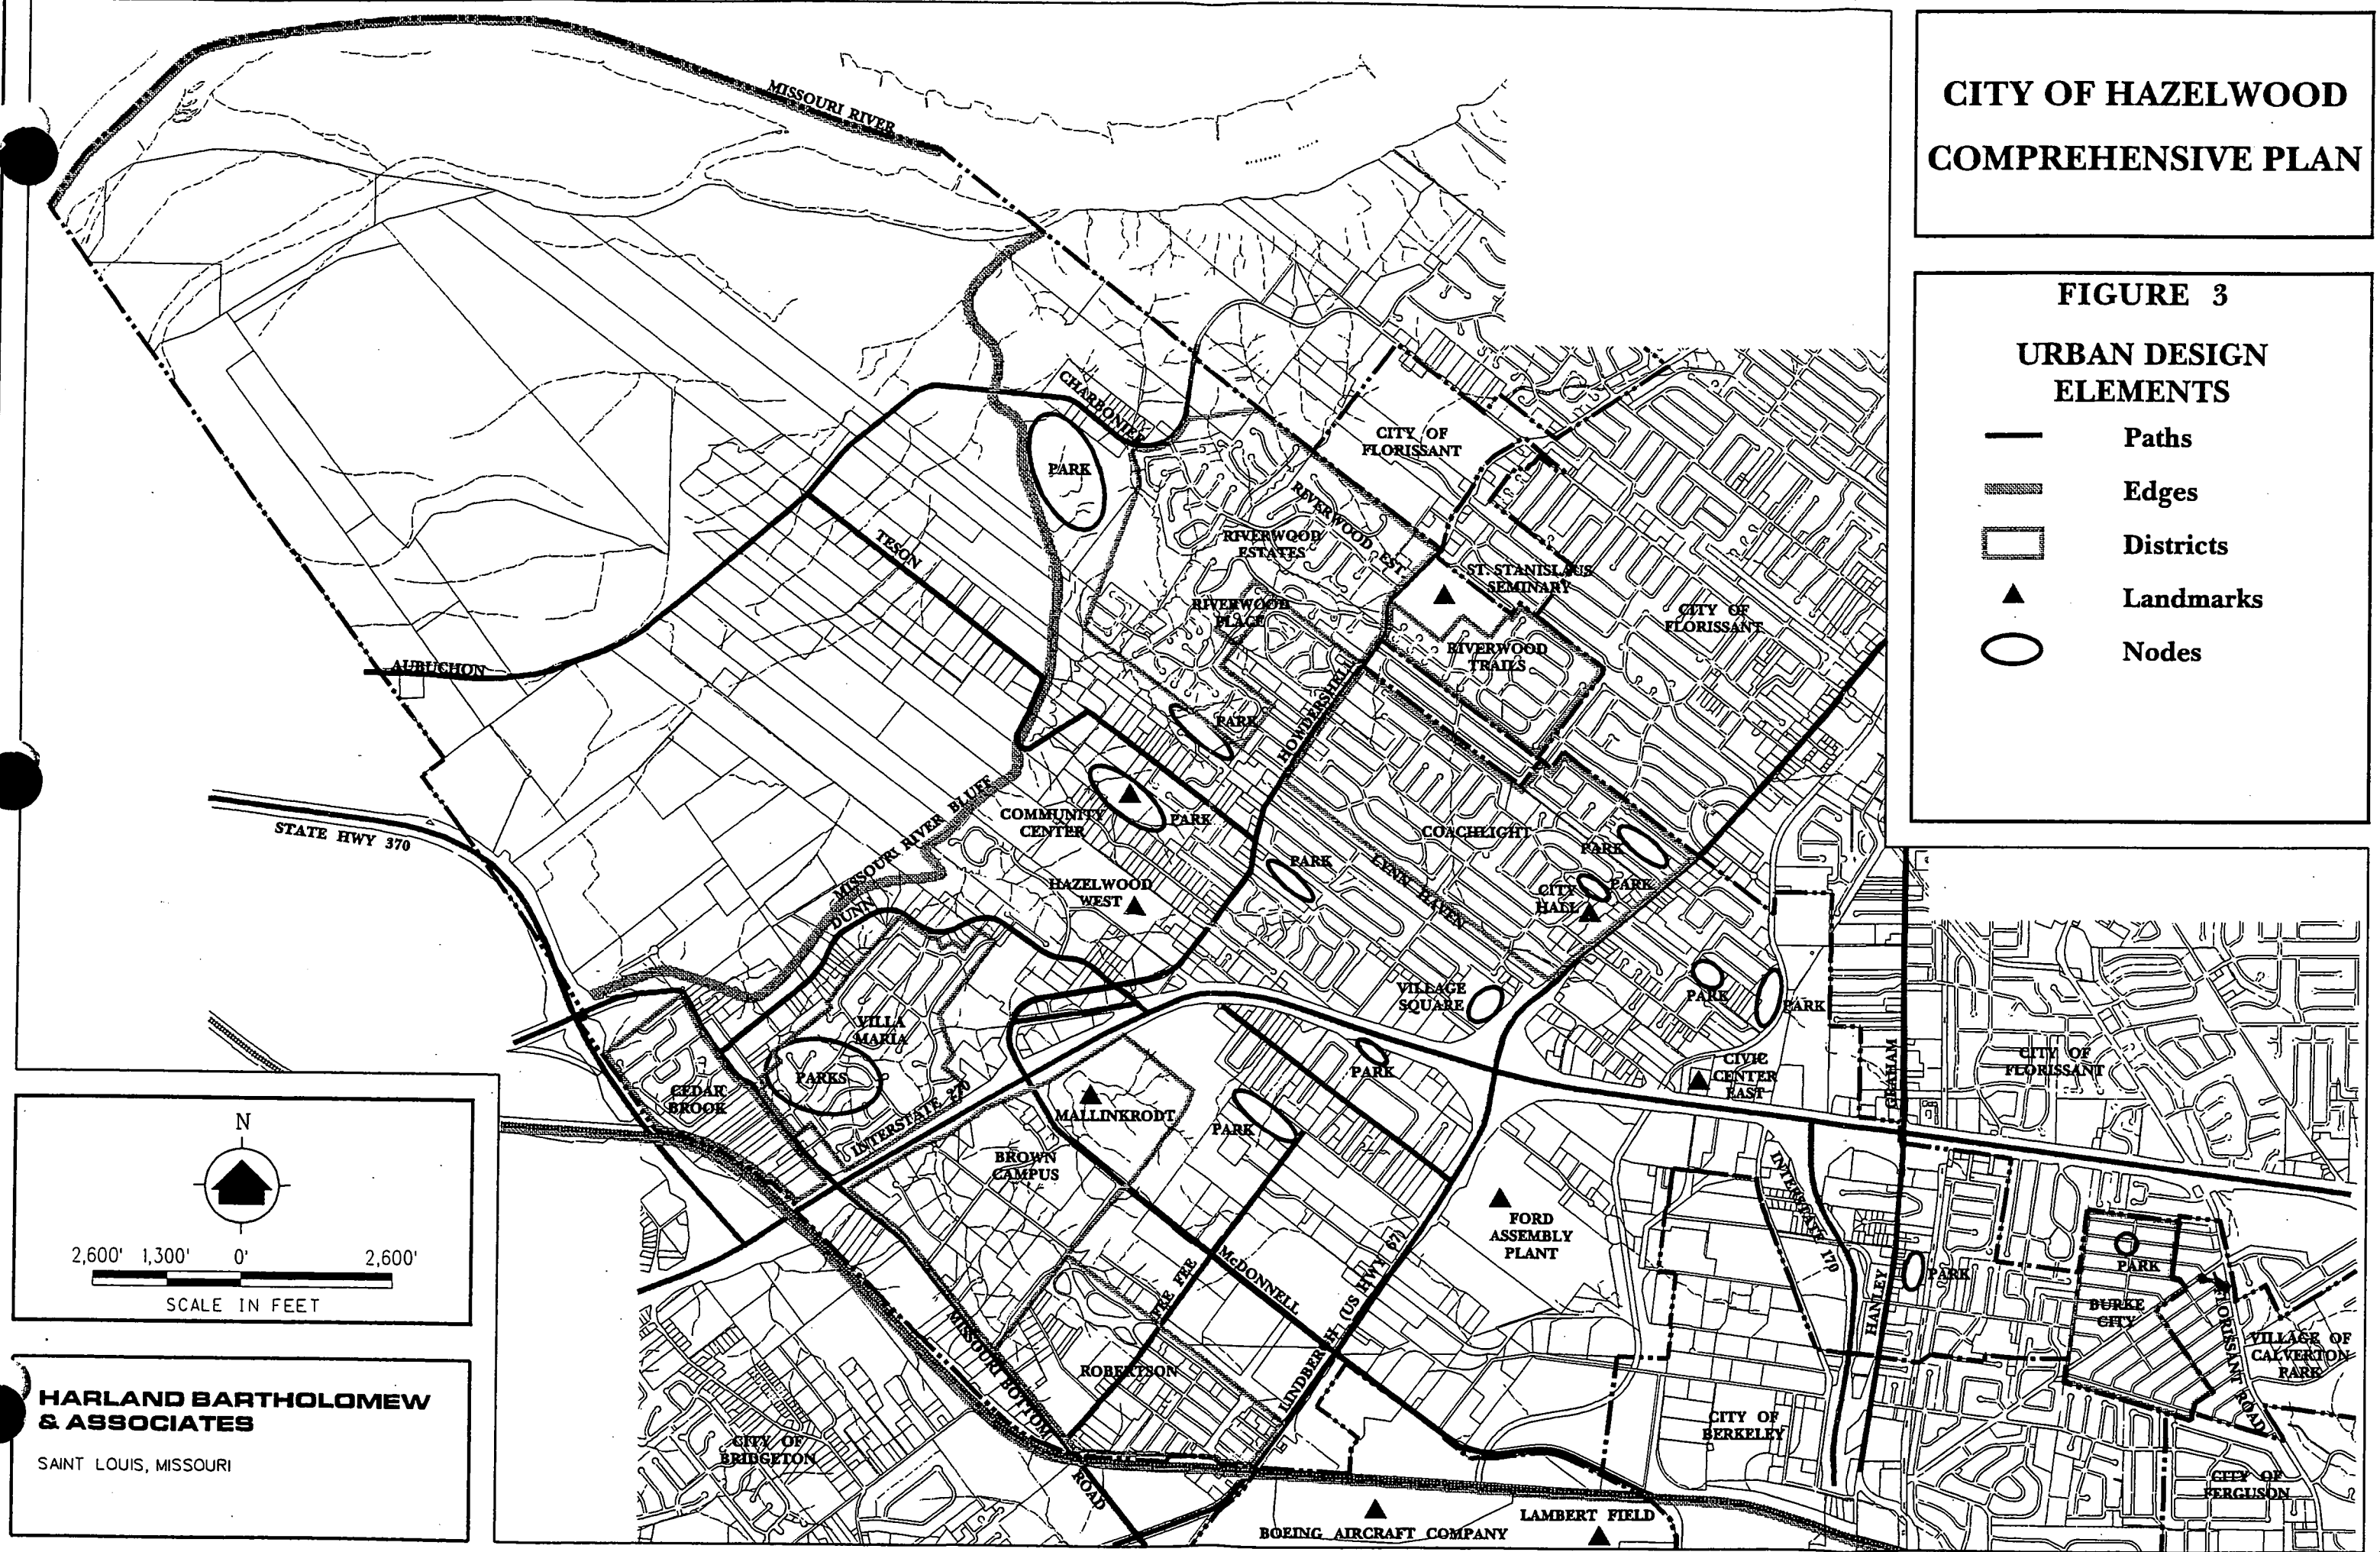 CITY OF HAZELWOOD
COMPREHENSIVE PLAN
FIGURE 3
URBAN DESIGN
ELEMENTS
Paths
Edges
Districts
Landmarks
Nodes
MISSOURI RIVER
CHARBONIER
PARK
CITY OF
FLORISSANT
RIVERWOOD EST
RIVERWOOD
ESTATES
TESON
ST. STANISLAUS
SEMINARY
RIVERWOOD
PLACE
CITY OF
FLORISSANT
RIVERWOOD
TRAILS
AUBUCHON
HOWDERSHELL
PARK
COMMUNITY
CENTER
PARK
STATE HWY 370
MISSOURI RIVER BLUFF
COACHLIGHT
PARK
PARK
LYNN HAVEN
HAZELWOOD
WEST
CITY
HALL
PARK
DUNN
VILLAGE
SQUARE
PARK
PARK
VILLA
MARIA
PARKS
CEDAR
BROOK
INTERSTATE 270
MALLINKRODT
PARK
PARK
CIVIC
CENTER
EAST
GRAHAM
CITY OF
FLORISSANT
BROWN
CAMPUS
INTERSTATE 170
FORD
ASSEMBLY
PLANT
McDONNELL
FEE FEE
LINDBERGH (US HWY 67)
HANLEY
PARK
PARK
BURKE
CITY
FLORISSANT ROAD
VILLAGE OF
CALVERTON
PARK
MISSOURI BOTTOM
ROAD
ROBERTSON
CITY OF
BRIDGETON
CITY OF
BERKELEY
CITY OF
FERGUSON
BOEING AIRCRAFT COMPANY
LAMBERT FIELD
N
2,600' 1,300' 0' 2,600'
SCALE IN FEET
HARLAND BARTHOLOMEW
& ASSOCIATES
SAINT LOUIS, MISSOURI